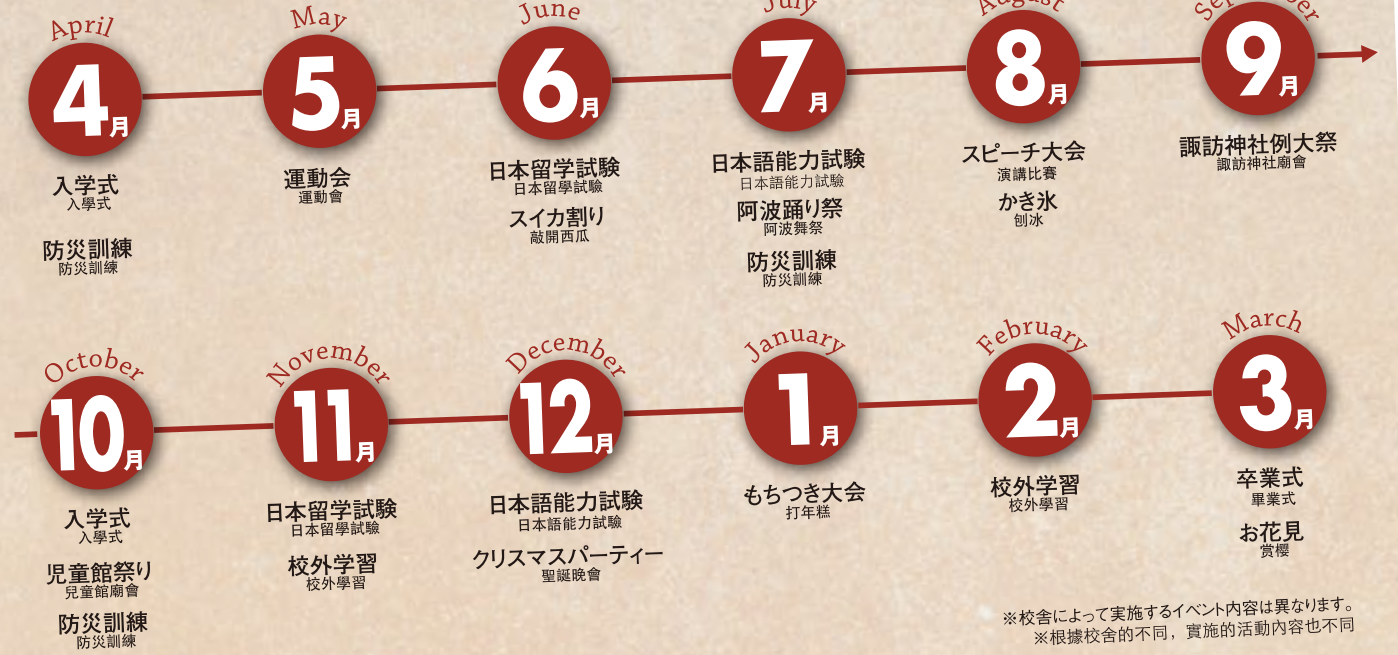 April
4月
入学式
入學式
防災訓練
防災訓練
May
5月
運動会
運動會
June
6月
日本留学試験
日本留學試驗
スイカ割り
敲開西瓜
July
7月
日本語能力試験
日本語能力試驗
阿波踊り祭
阿波舞祭
防災訓練
防災訓練
August
8月
スピーチ大会
演講比賽
かき氷
刨冰
September
9月
諏訪神社例大祭
諏訪神社廟會
October
10月
入学式
入學式
児童館祭り
兒童館廟會
防災訓練
防災訓練
November
11月
日本留学試験
日本留學試驗
校外学習
校外學習
December
12月
日本語能力試験
日本語能力試驗
クリスマスパーティー
聖誕晚會
January
1月
もちつき大会
打年糕
February
2月
校外学習
校外學習
March
3月
卒業式
畢業式
お花見
賞櫻
※校舎によって実施するイベント内容は異なります。
※根據校舍的不同，實施的活動內容也不同